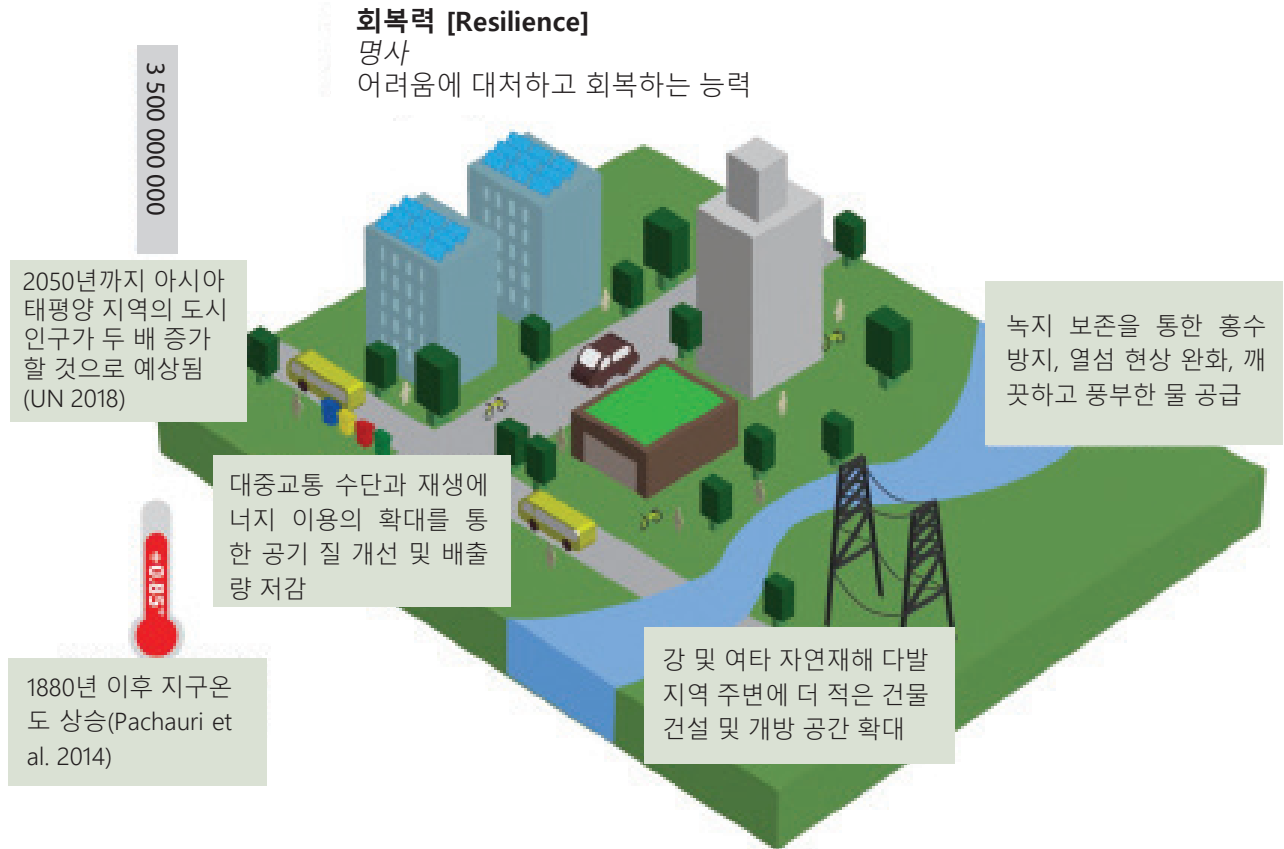 회복력 [Resilience]
명사
어려움에 대처하고 회복하는 능력
3 500 000 000
2050년까지 아시아
태평양 지역의 도시
인구가 두 배 증가
할 것으로 예상됨
(UN 2018)
녹지 보존을 통한 홍수
방지, 열섬 현상 완화, 깨
끗하고 풍부한 물 공급
대중교통 수단과 재생에
너지 이용의 확대를 통
한 공기 질 개선 및 배출
량 저감
+0.85°
1880년 이후 지구온
도 상승(Pachauri et
al. 2014)
강 및 여타 자연재해 다발
지역 주변에 더 적은 건물
건설 및 개방 공간 확대